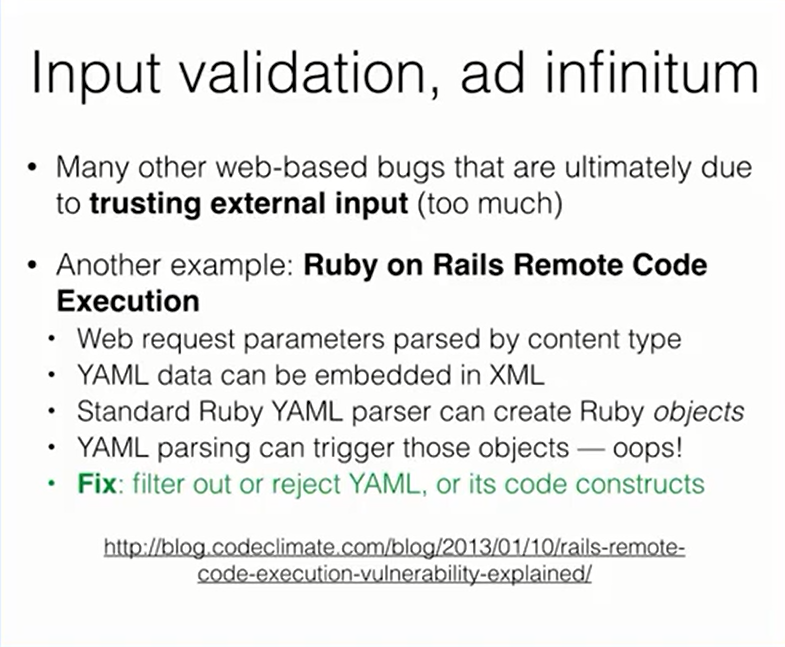 Input validation, ad infinitum
• Many other web-based bugs that are ultimately due
to trusting external input (too much)
• Another example: Ruby on Rails Remote Code
Execution
• Web request parameters parsed by content type
• YAML data can be embedded in XML
• Standard Ruby YAML parser can create Ruby objects
• YAML parsing can trigger those objects — oops!
• Fix: filter out or reject YAML, or its code constructs
http://blog.codeclimate.com/blog/2013/01/10/rails-remote-
code-execution-vulnerability-explained/